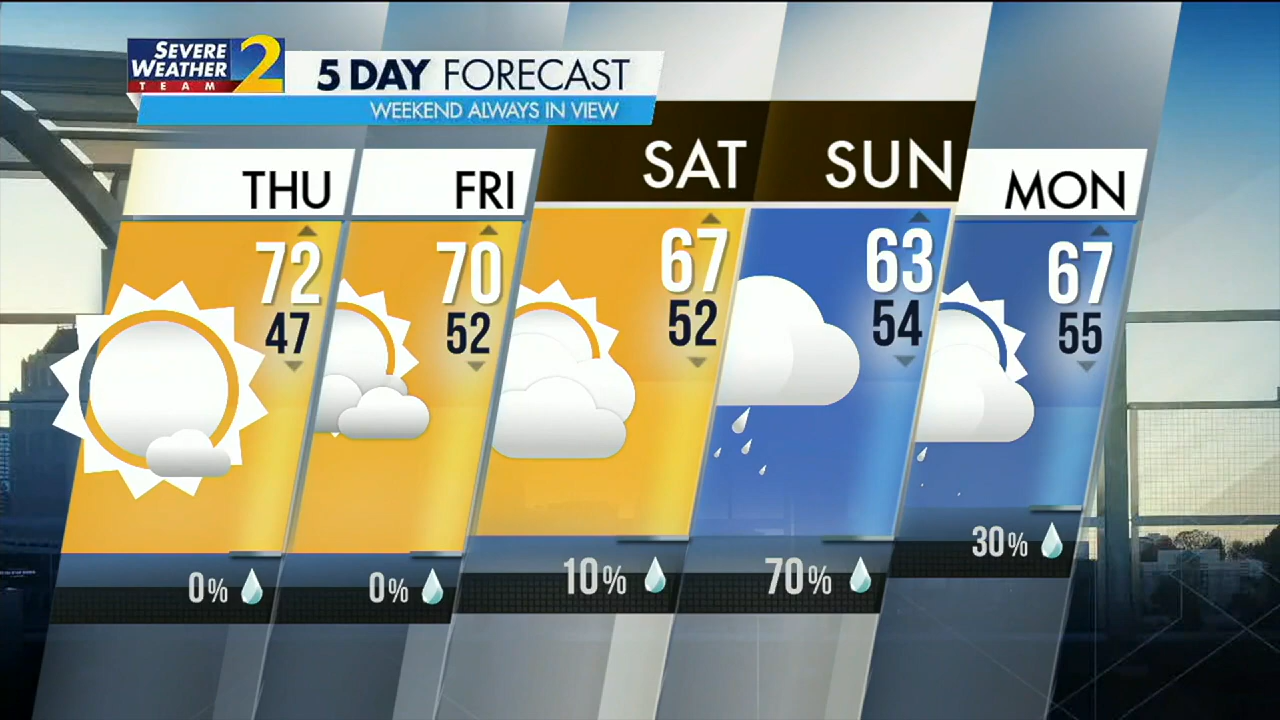 SEVERE
WEATHER 2
TEAM
5 DAY FORECAST
WEEKEND ALWAYS IN VIEW
THU
72
47
0%
FRI
70
52
0%
SAT
67
52
10%
SUN
63
54
70%
MON
67
55
30%